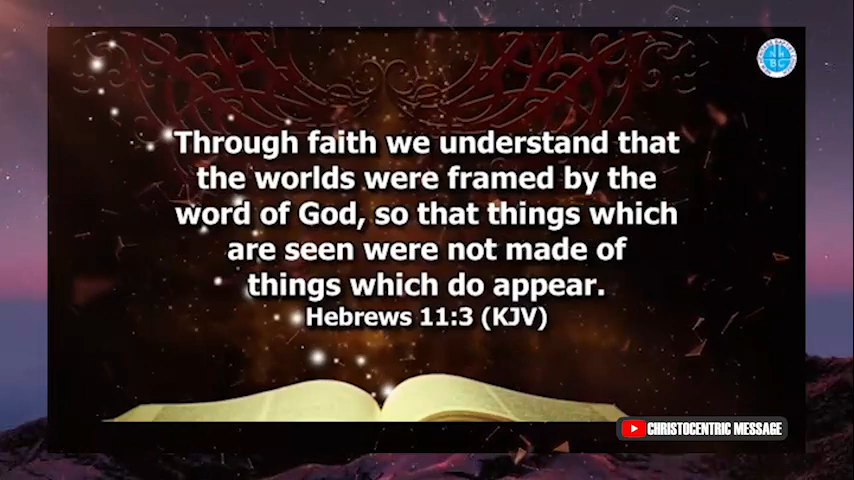 Through faith we understand that
the worlds were framed by the
word of God, so that things which
are seen were not made of
things which do appear.
Hebrews 11:3 (KJV)
CHRISTOCENTRIC MESSAGE